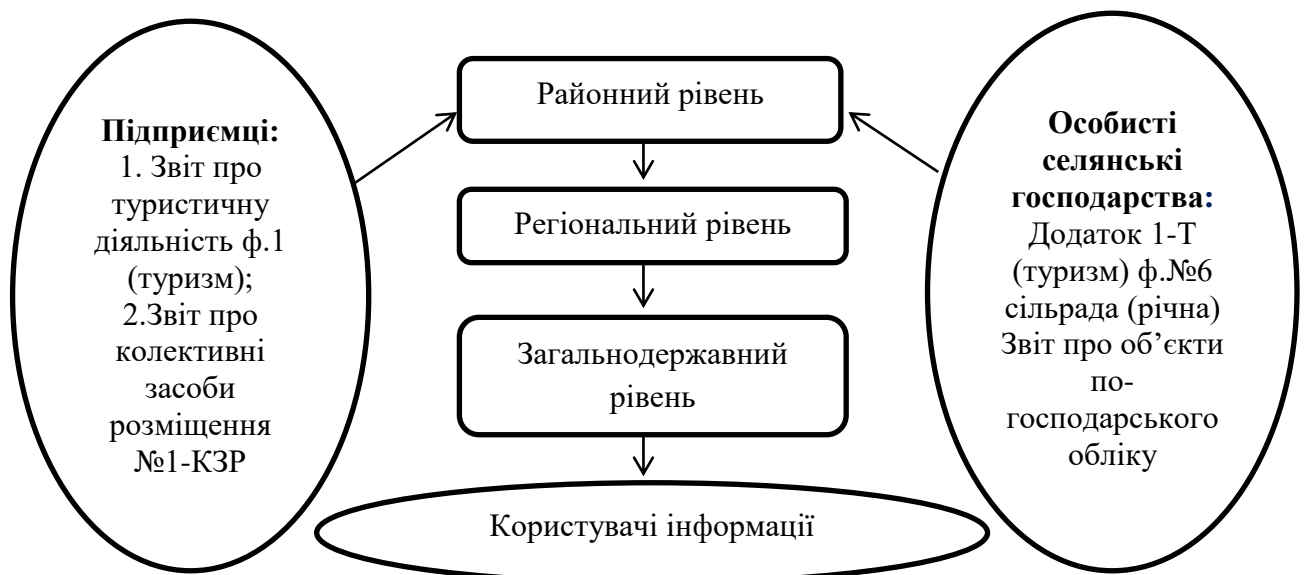 Підприємці:
1. Звіт про
туристичну
діяльність ф.1
(туризм);
2.Звіт про
колективні
засоби
розміщення
№1-КЗР
Районний рівень
Регіональний рівень
Загальнодержавний
рівень
Користувачі інформації
Особисті
селянські
господарства:
Додаток 1-Т
(туризм) ф.№6
сільрада (річна)
Звіт про об’єкти
по-
господарського
обліку